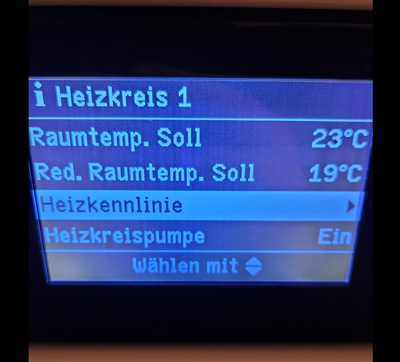 i Heizkreis 1
Raumtemp. Soll 23°C
Red. Raumtemp. Soll 19°C
Heizkennlinie
Heizkreispumpe Ein
Wählen mit